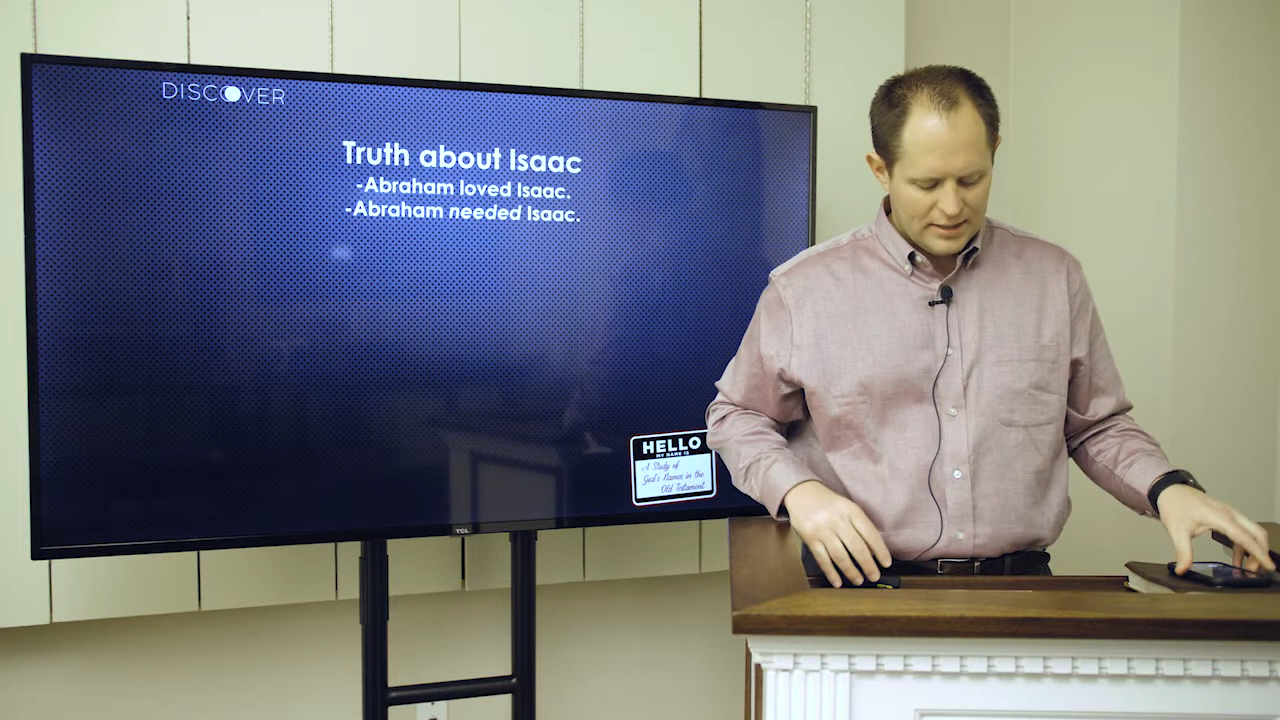 DISCOVER
Truth about Isaac
-Abraham loved Isaac.
-Abraham needed Isaac.
HELLO
MY NAME IS
A Study of
God's Names in the
Old Testament
TCL